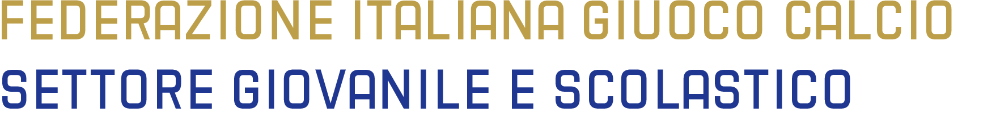 FEDERAZIONE ITALIANA GIUOCO CALCIO
SETTORE GIOVANILE E SCOLASTICO